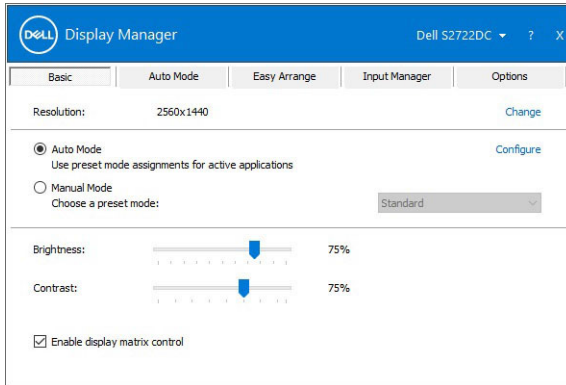 DELL Display Manager Dell S2722DC ? X
Basic Auto Mode Easy Arrange Input Manager Options
Resolution: 2560x1440 Change
Auto Mode Configure
Use preset mode assignments for active applications
Manual Mode
Choose a preset mode: Standard
Brightness: 75%
Contrast: 75%
Enable display matrix control